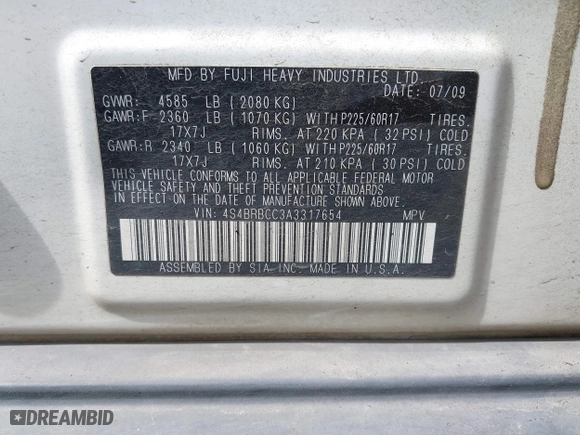 MFD BY FUJI HEAVY INDUSTRIES LTD.
DATE: 07/09
GVWR: 4585 LB ( 2080 KG)
GAWR:F 2360 LB ( 1070 KG) WITH P225/60R17 TIRES.
17X7J RIMS. AT 220 KPA ( 32 PSI) COLD
GAWR:R 2340 LB ( 1060 KG) WITH P225/60R17 TIRES.
17X7J RIMS. AT 210 KPA ( 30 PSI) COLD
THIS VEHICLE CONFORMS TO ALL APPLICABLE FEDERAL MOTOR
VEHICLE SAFETY AND THEFT PREVENTION STANDARDS
IN EFFECT ON THE DATE OF MANUFACTURE SHOWN ABOVE.
VIN: 4S4BRBCC3A3317654 MPV
ASSEMBLED BY SIA INC. MADE IN U.S.A.
DREAMBID